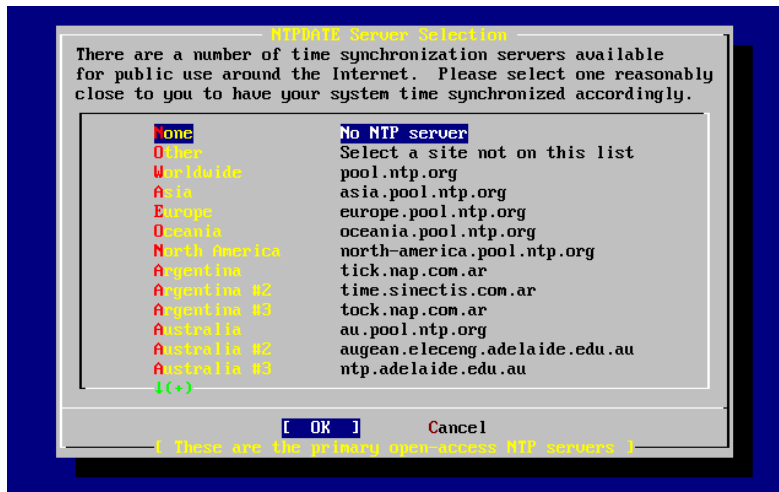 NTPDATE Server Selection
There are a number of time synchronization servers available
for public use around the Internet.  Please select one reasonably
close to you to have your system time synchronized accordingly.
None No NTP server
Other Select a site not on this list
Worldwide pool.ntp.org
Asia asia.pool.ntp.org
Europe europe.pool.ntp.org
Oceania oceania.pool.ntp.org
North America north-america.pool.ntp.org
Argentina tick.nap.com.ar
Argentina #2 time.sinectis.com.ar
Argentina #3 tock.nap.com.ar
Australia au.pool.ntp.org
Australia #2 augean.eleceng.adelaide.edu.au
Australia #3 ntp.adelaide.edu.au
↓(+)
[ OK ] Cancel
[ These are the primary open-access NTP servers ]